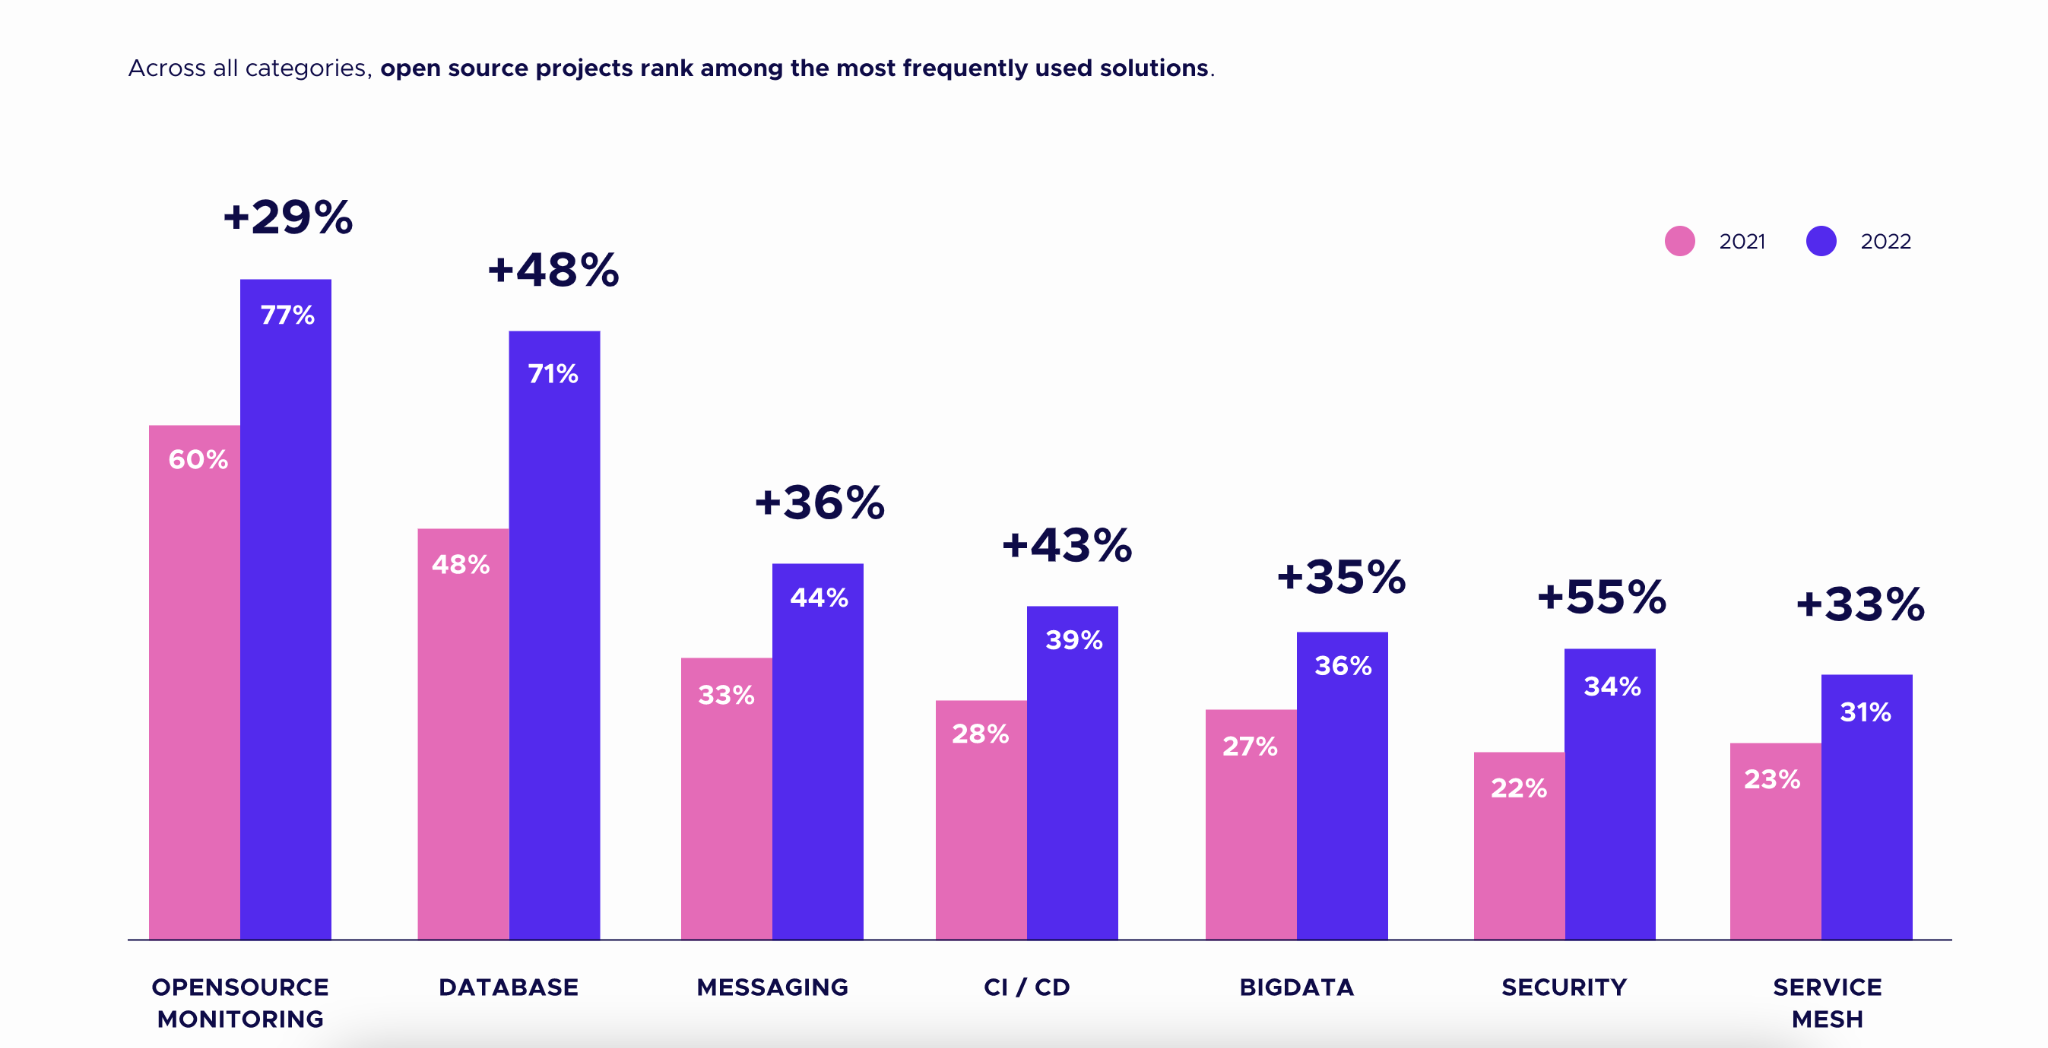 Across all categories, open source projects rank among the most frequently used solutions.
2021 2022
+29%
+48%
+36%
+43%
+35%
+55%
+33%
60% 77%
48% 71%
33% 44%
28% 39%
27% 36%
22% 34%
23% 31%
OPENSOURCE
MONITORING
DATABASE
MESSAGING
CI / CD
BIGDATA
SECURITY
SERVICE
MESH